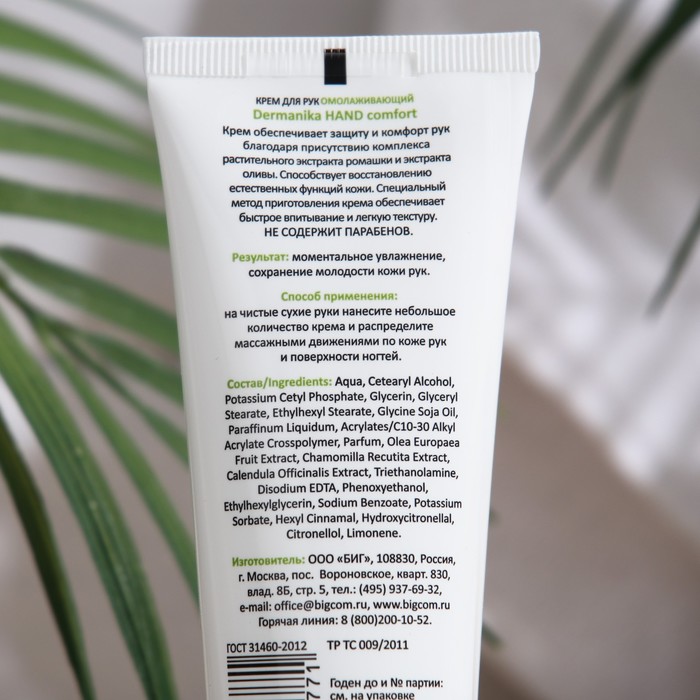 КРЕМ ДЛЯ РУК ОМОЛАЖИВАЮЩИЙ
Dermanika HAND comfort
Крем обеспечивает защиту и комфорт рук
благодаря присутствию комплекса
растительного экстракта ромашки и экстракта
оливы. Способствует восстановлению
естественных функций кожи. Специальный
метод приготовления крема обеспечивает
быстрое впитывание и легкую текстуру.
НЕ СОДЕРЖИТ ПАРАБЕНОВ.
Результат: моментальное увлажнение,
сохранение молодости кожи рук.
Способ применения:
на чистые сухие руки нанесите небольшое
количество крема и распределите
массажными движениями по коже рук
и поверхности ногтей.
Состав/Ingredients: Aqua, Cetearyl Alcohol,
Potassium Cetyl Phosphate, Glycerin, Glyceryl
Stearate, Ethylhexyl Stearate, Glycine Soja Oil,
Paraffinum Liquidum, Acrylates/C10-30 Alkyl
Acrylate Crosspolymer, Parfum, Olea Europaea
Fruit Extract, Chamomilla Recutita Extract,
Calendula Officinalis Extract, Triethanolamine,
Disodium EDTA, Phenoxyethanol,
Ethylhexylglycerin, Sodium Benzoate, Potassium
Sorbate, Hexyl Cinnamal, Hydroxycitronellal,
Citronellol, Limonene.
Изготовитель: ООО «БИГ», 108830, Россия,
г. Москва, пос. Вороновское, кварт. 830,
влад. 8Б, стр. 5, тел.: (495) 937-69-32,
e-mail: office@bigcom.ru, www.bigcom.ru
Горячая линия: 8 (800)200-10-52.
ГОСТ 31460-2012 ТР ТС 009/2011
771
Годен до и № партии:
см. на упаковке